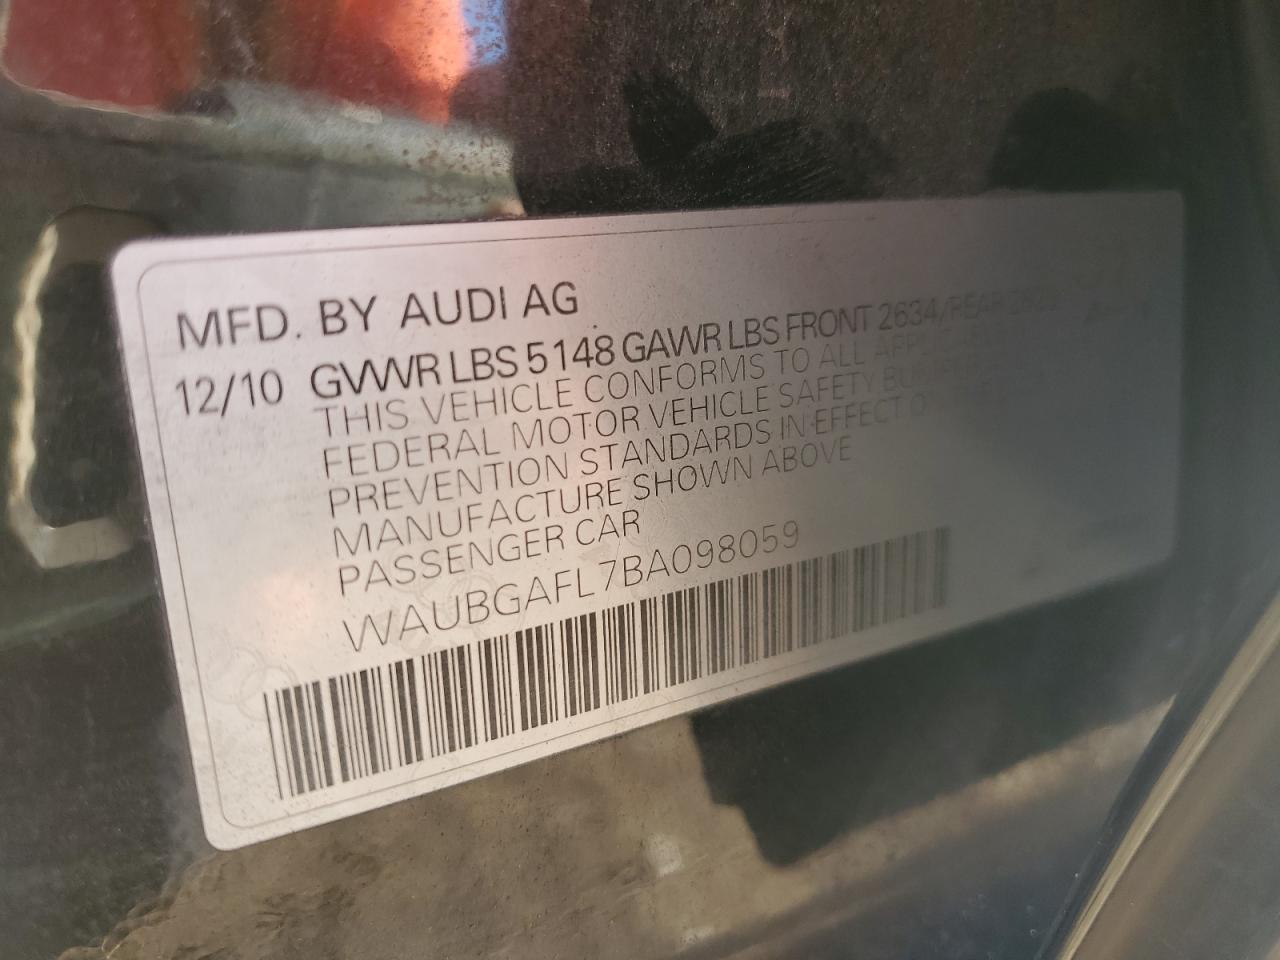 MFD. BY AUDI AG
12/10 GVWR LBS 5148 GAWR LBS FRONT 2634/REAR
THIS VEHICLE CONFORMS TO ALL
FEDERAL MOTOR VEHICLE SAFETY
PREVENTION STANDARDS IN EFFECT
MANUFACTURE SHOWN ABOVE
PASSENGER CAR
WAUBGAFL7BA098059